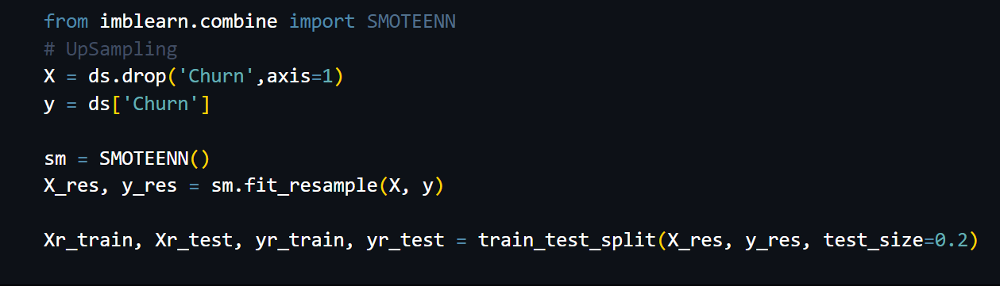 from imblearn.combine import SMOTEENN
# UpSampling
X = ds.drop('Churn',axis=1)
y = ds['Churn']
sm = SMOTEENN()
X_res, y_res = sm.fit_resample(X, y)
Xr_train, Xr_test, yr_train, yr_test = train_test_split(X_res, y_res, test_size=0.2)